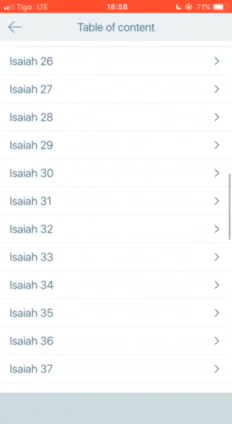 Tigo LTE 18:58 71%
Table of content
Isaiah 26
Isaiah 27
Isaiah 28
Isaiah 29
Isaiah 30
Isaiah 31
Isaiah 32
Isaiah 33
Isaiah 34
Isaiah 35
Isaiah 36
Isaiah 37